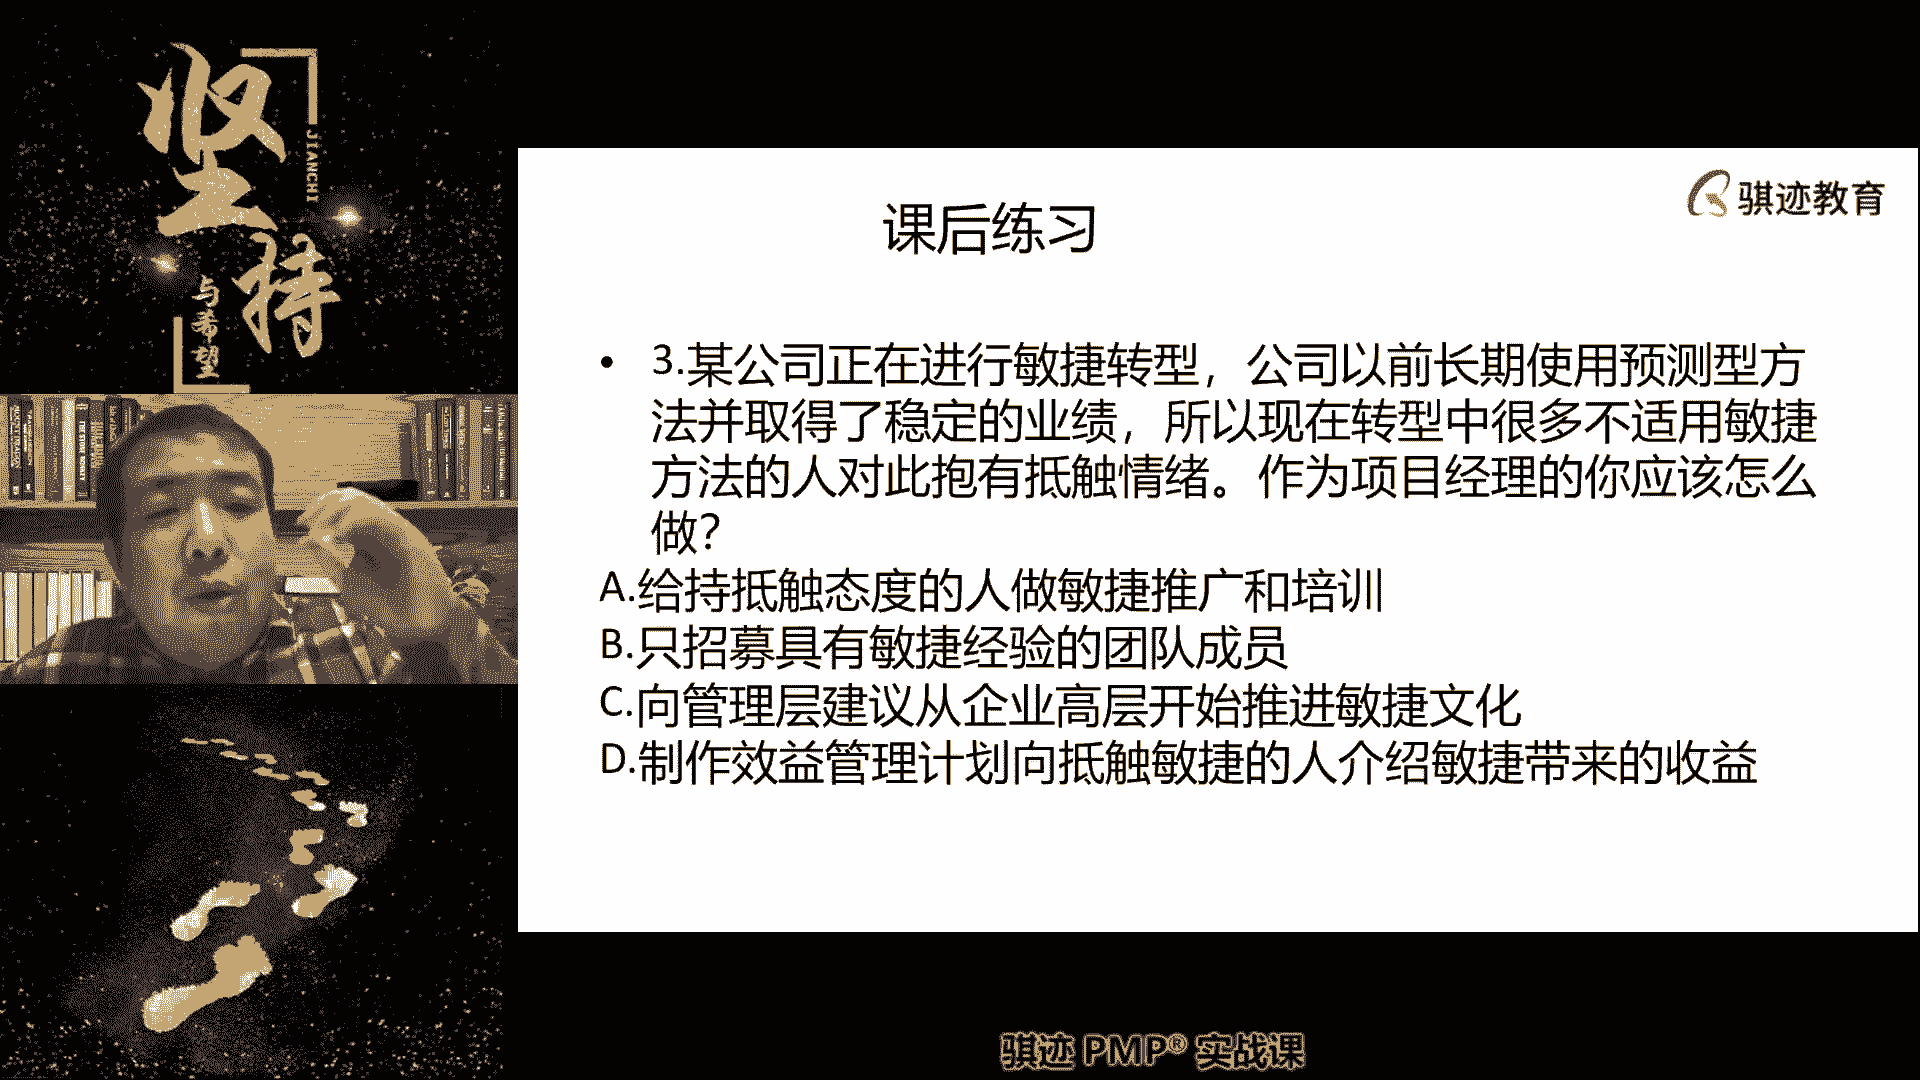 坚持
JIANCHI
与希望
骐迹教育
课后练习
• 3.某公司正在进行敏捷转型，公司以前长期使用预测型方
法并取得了稳定的业绩，所以现在转型中很多不适用敏捷
方法的人对此抱有抵触情绪。作为项目经理的你应该怎么
做？
A.给持抵触态度的人做敏捷推广和培训
B.只招募具有敏捷经验的团队成员
C.向管理层建议从企业高层开始推进敏捷文化
D.制作效益管理计划向抵触敏捷的人介绍敏捷带来的收益
骐迹 PMP® 实战课